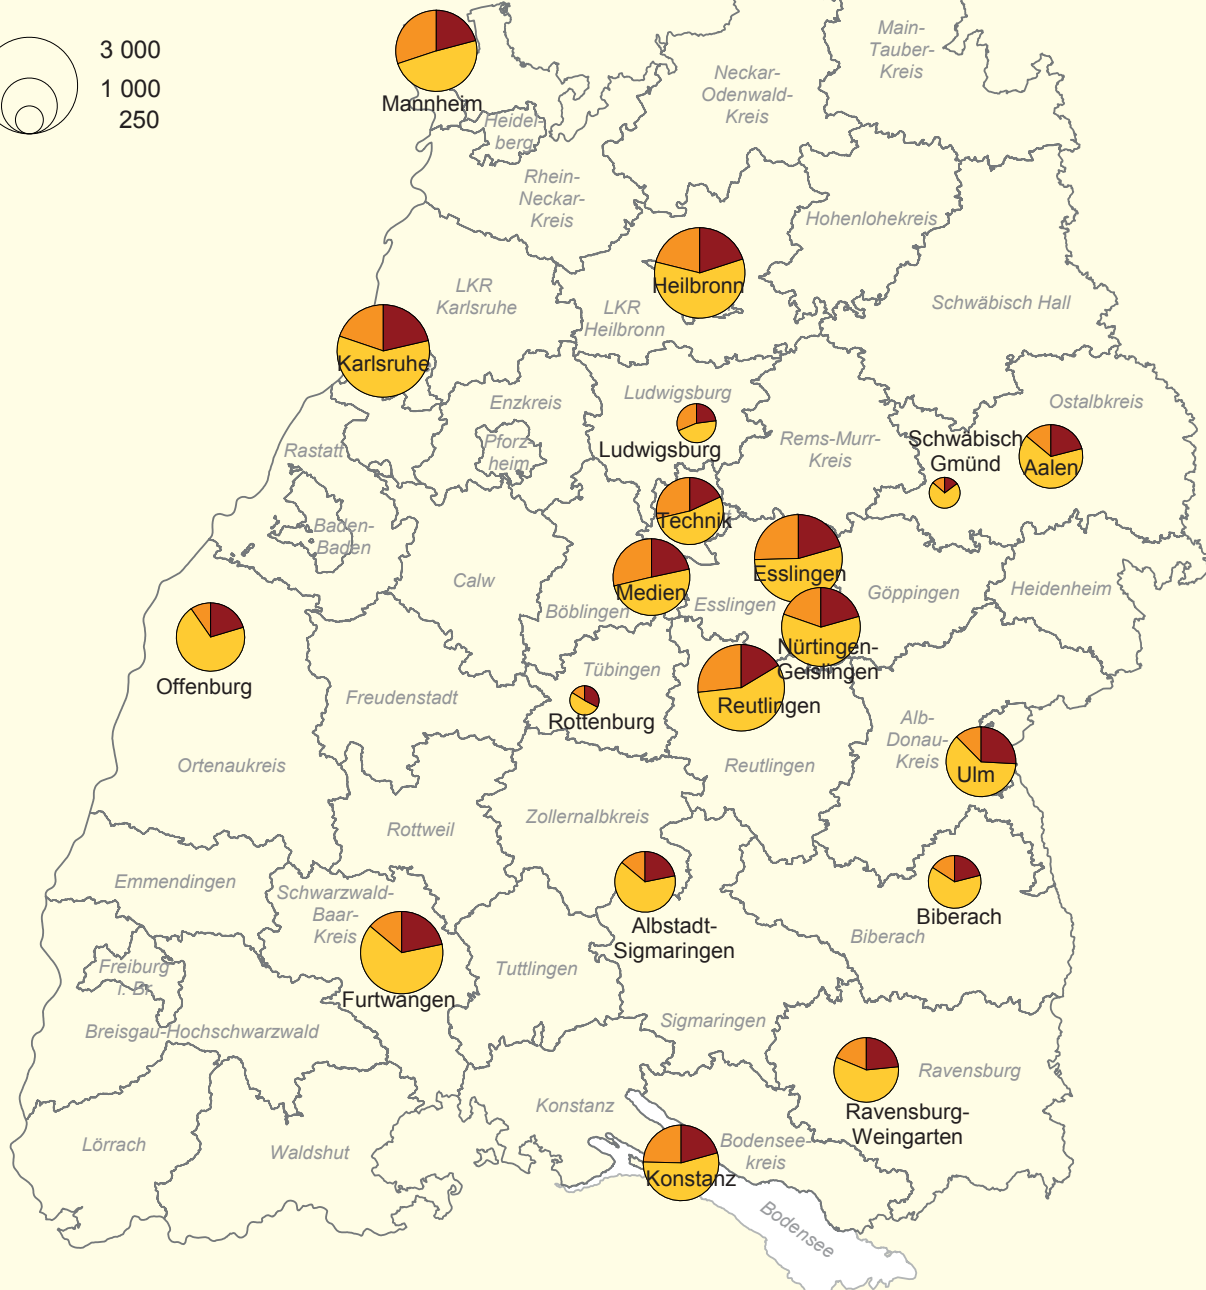 3 000
1 000
250
Mannheim
Heidel-
berg
Neckar-
Odenwald-
Kreis
Main-
Tauber-
Kreis
Rhein-
Neckar-
Kreis
Hohenlohekreis
Heilbronn
LKR
Karlsruhe
LKR
Heilbronn
Schwäbisch Hall
Karlsruhe
Enzkreis
Ludwigsburg
Ostalbkreis
Rastatt
Pforz-
heim
Ludwigsburg
Rems-Murr-
Kreis
Schwäbisch
Gmünd
Aalen
Baden-
Baden
Technik
Calw
Medien
Esslingen
Böblingen
Esslingen
Göppingen
Heidenheim
Offenburg
Freudenstadt
Tübingen
Rottenburg
Nürtingen-
Geislingen
Reutlingen
Alb-
Donau-
Kreis
Ulm
Ortenaukreis
Reutlingen
Rottweil
Zollernalbkreis
Emmendingen
Schwarzwald-
Baar-
Kreis
Albstadt-
Sigmaringen
Biberach
Biberach
Freiburg
i. Br.
Furtwangen
Tuttlingen
Breisgau-Hochschwarzwald
Sigmaringen
Ravensburg
Ravensburg-
Weingarten
Konstanz
Lörrach
Waldshut
Bodensee-
kreis
Konstanz
Bodensee